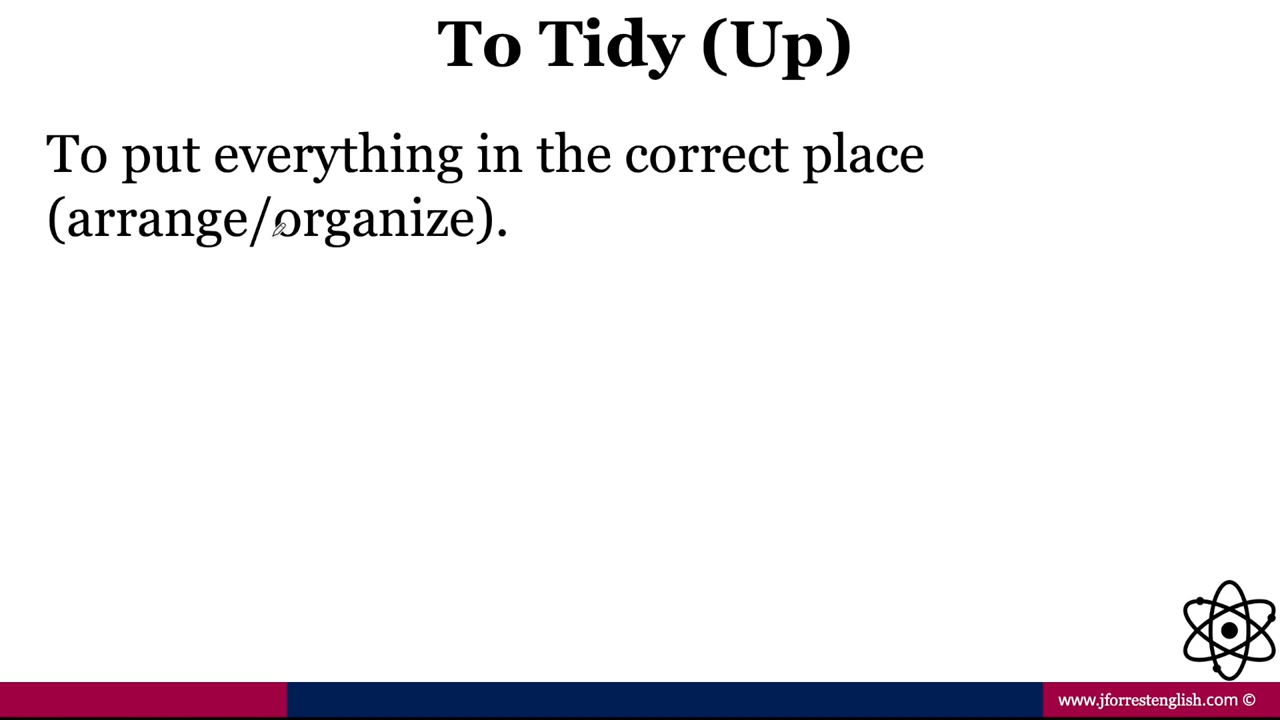 To Tidy (Up)
To put everything in the correct place
(arrange/organize).
www.jforrestenglish.com ©